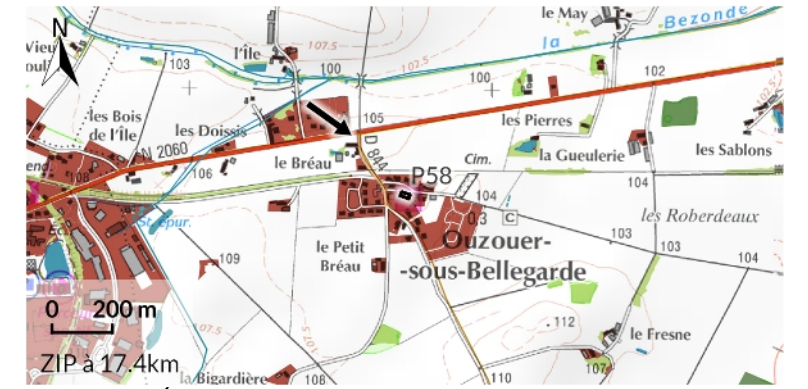 le May
Bezonde
la
N
Vieu
l'Île
107.5
103
100
102.5
100
102
les Bois
de l'Île
les Doissis
105
les Pierres
N 2060
D 844
le Bréau
Cim.
la Gueulerie
les Sablons
106
P58
108
104
104
St. épur.
0,3
C
les Roberdeaux
Ouzouer-
-sous-Bellegarde
103
103
104
109
le Petit
Bréau
0 200 m
107.5
112
le Fresne
ZIP à 17.4km
la Bigardière
108
110
107